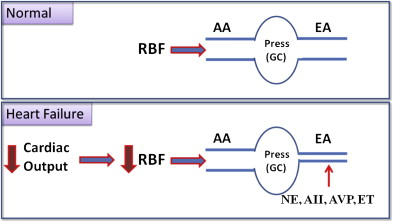 Normal
AA
EA
RBF
Press
(GC)
Heart Failure
Cardiac
Output
RBF
AA
EA
Press
(GC)
NE, AII, AVP, ET